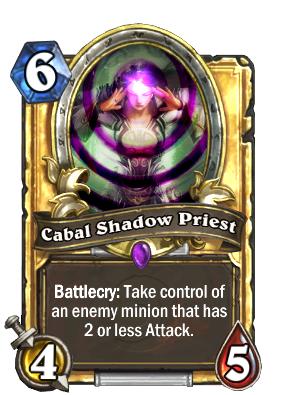 6
Cabal Shadow Priest
Battlecry: Take control of
an enemy minion that has
2 or less Attack.
4
5